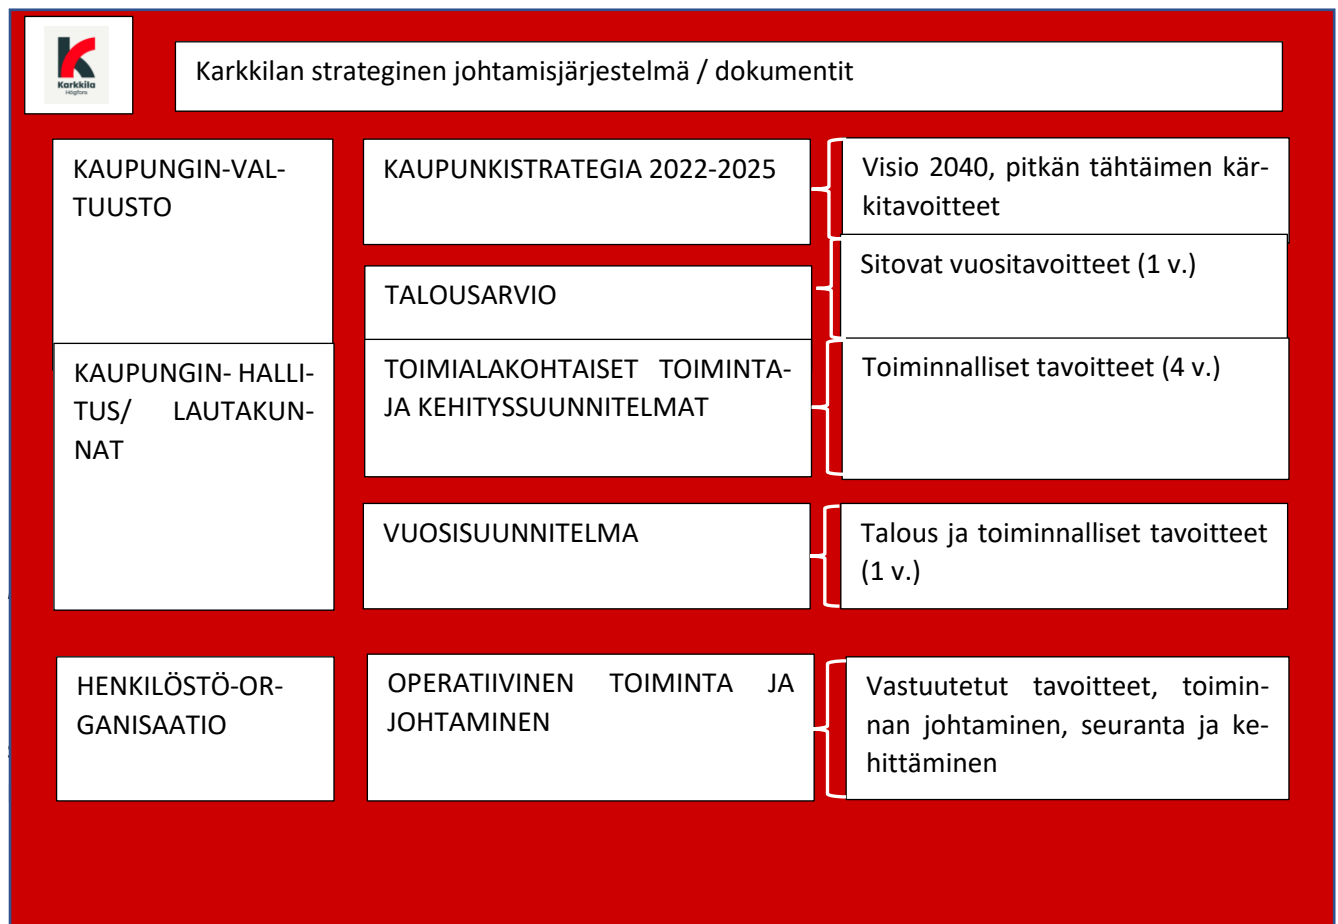 Karkkila
Högfors
Karkkilan strateginen johtamisjärjestelmä / dokumentit
KAUPUNGIN-VAL-
TUUSTO
KAUPUNKISTRATEGIA 2022-2025
Visio 2040, pitkän tähtäimen kär-
kitavoitteet
TALOUSARVIO
Sitovat vuositavoitteet (1 v.)
KAUPUNGIN- HALLI-
TUS/ LAUTAKUN-
NAT
TOIMIALAKOHTAISET TOIMINTA-
JA KEHITYSSUUNNITELMAT
Toiminnalliset tavoitteet (4 v.)
VUOSISUUNNITELMA
Talous ja toiminnalliset tavoitteet
(1 v.)
HENKILÖSTÖ-OR-
GANISAATIO
OPERATIIVINEN TOIMINTA JA
JOHTAMINEN
Vastuutetut tavoitteet, toimin-
nan johtaminen, seuranta ja ke-
hittäminen